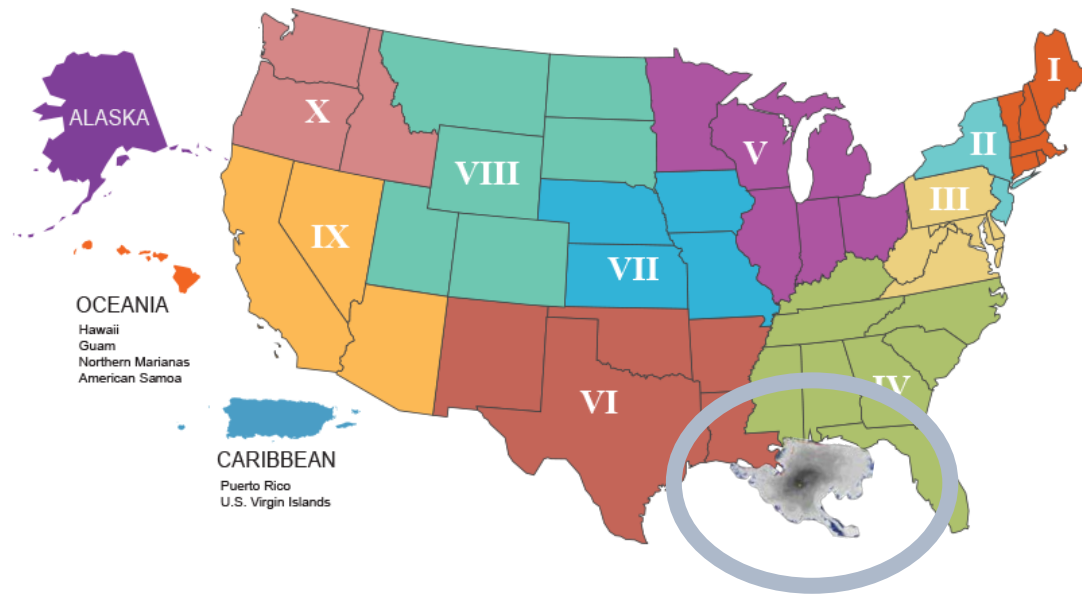 I
II
III
V
X
VIII
ALASKA
IX
VII
IV
VI
OCEANIA
Hawaii
Guam
Northern Marianas
American Samoa
CARIBBEAN
Puerto Rico
U.S. Virgin Islands